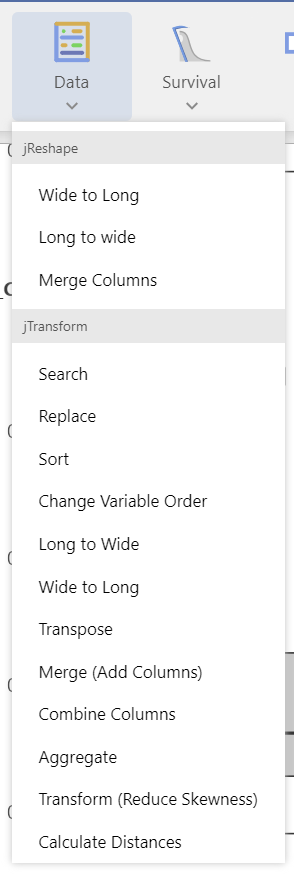 Data
Survival
jReshape
Wide to Long
Long to wide
Merge Columns
jTransform
Search
Replace
Sort
Change Variable Order
Long to Wide
Wide to Long
Transpose
Merge (Add Columns)
Combine Columns
Aggregate
Transform (Reduce Skewness)
Calculate Distances